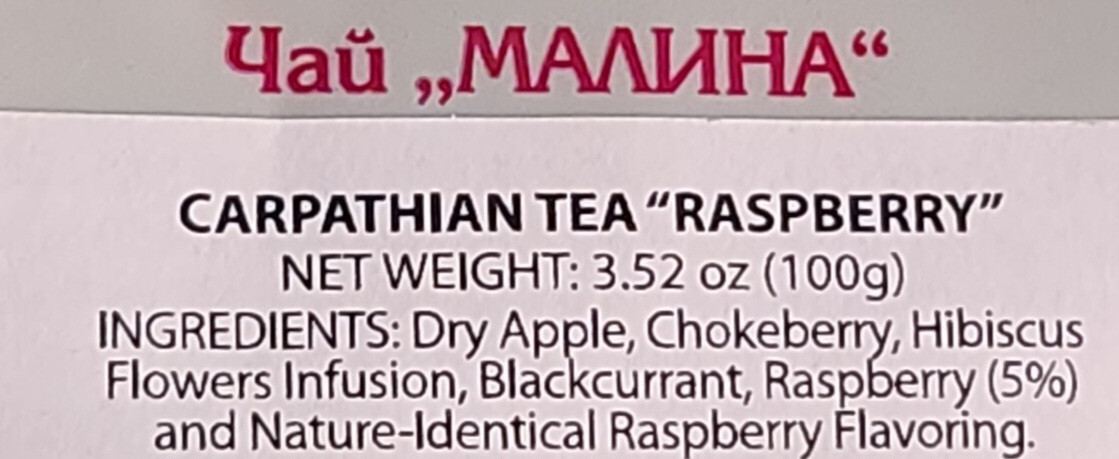 Чай „МАЛИНА“
CARPATHIAN TEA “RASPBERRY”
NET WEIGHT: 3.52 oz (100g)
INGREDIENTS: Dry Apple, Chokeberry, Hibiscus
Flowers Infusion, Blackcurrant, Raspberry (5%)
and Nature-Identical Raspberry Flavoring.